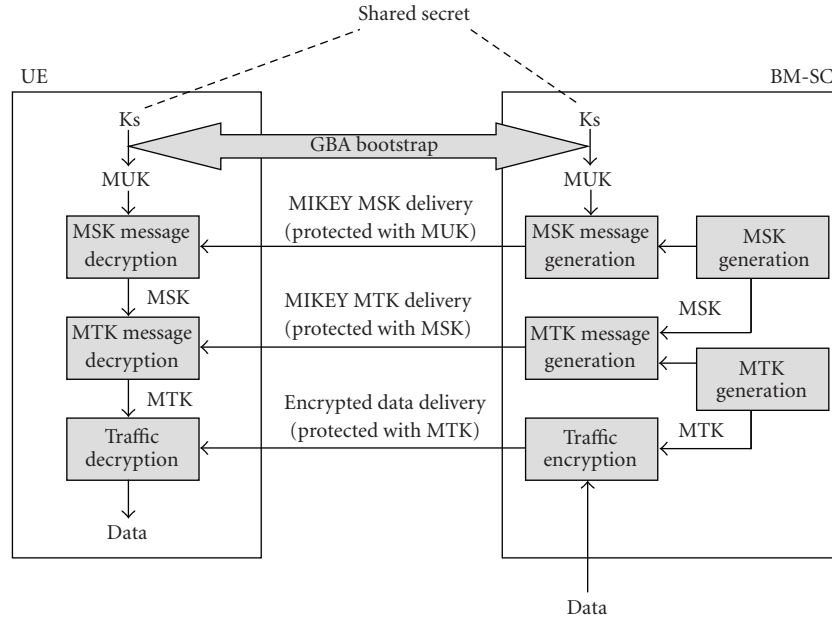 Shared secret
UE
BM-SC
Ks
Ks
GBA bootstrap
MUK
MUK
MIKEY MSK delivery
(protected with MUK)
MSK message
decryption
MSK message
generation
MSK
generation
MSK
MSK
MIKEY MTK delivery
(protected with MSK)
MTK message
decryption
MTK message
generation
MTK
generation
MTK
MTK
Encrypted data delivery
(protected with MTK)
Traffic
decryption
Traffic
encryption
Data
Data